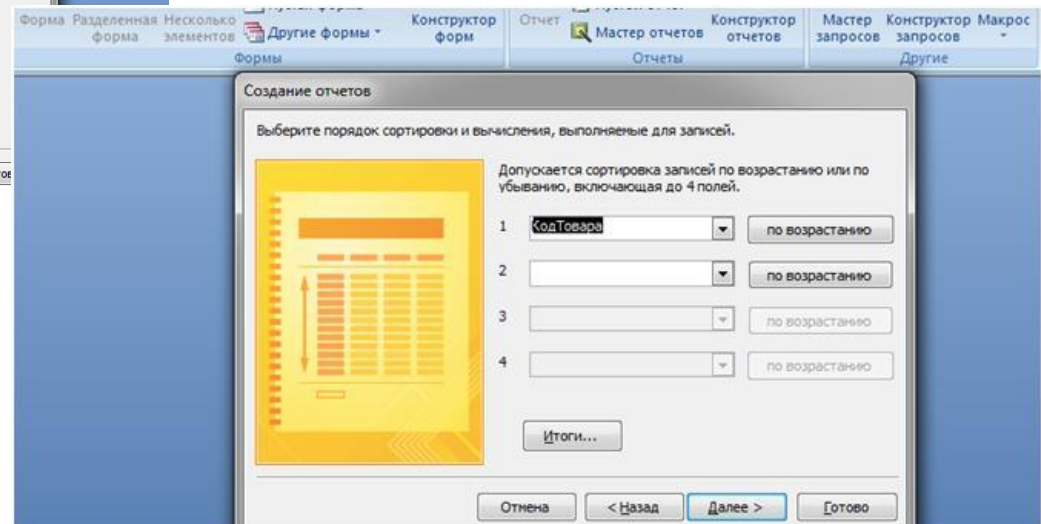 Форма Разделенная Несколько
форма элементов
Другие формы
Конструктор
форм
Формы
Отчет
Мастер отчетов
Конструктор
отчетов
Отчеты
Мастер Конструктор Макрос
запросов запросов
Другие
Создание отчетов
Выберите порядок сортировки и вычисления, выполняемые для записей.
Допускается сортировка записей по возрастанию или по
убыванию, включающая до 4 полей.
1 КодТовара по возрастанию
2 по возрастанию
3 по возрастанию
4 по возрастанию
Итоги...
Отмена < Назад Далее > Готово